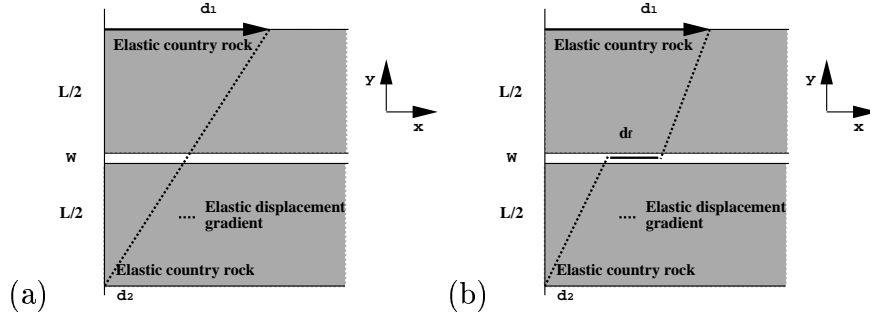 d1
Elastic country rock
L/2
y
x
W
L/2
Elastic displacement
gradient
Elastic country rock
d2
(a)
d1
Elastic country rock
L/2
y
x
df
W
L/2
Elastic displacement
gradient
Elastic country rock
d2
(b)